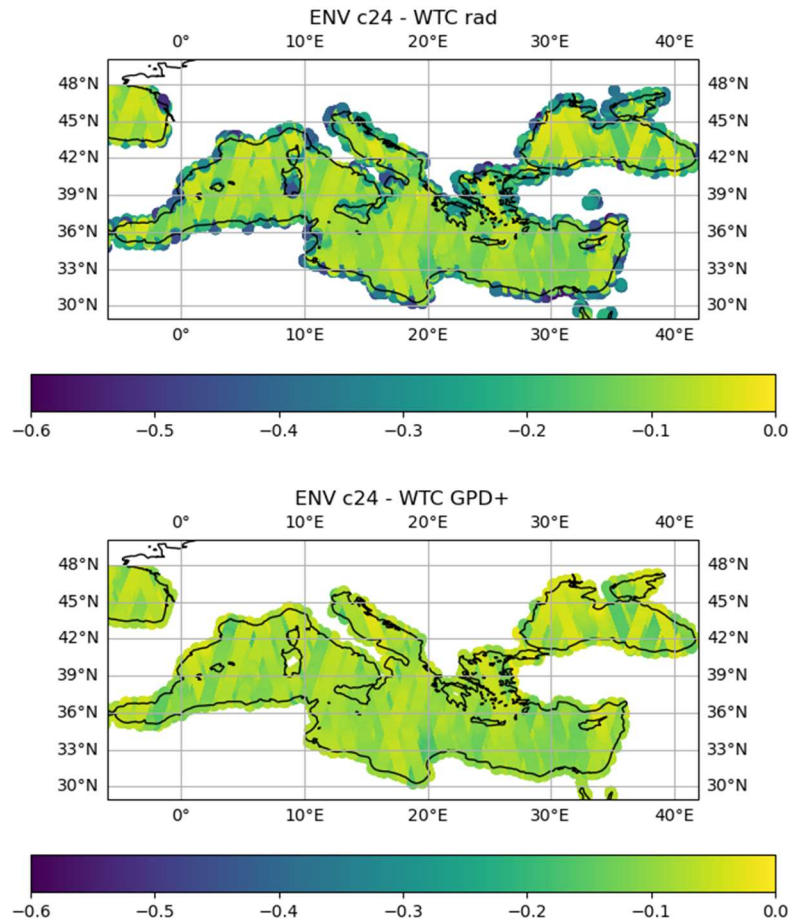 ENV c24 - WTC rad
0° 10°E 20°E 30°E 40°E
48°N 48°N
45°N 45°N
42°N 42°N
39°N 39°N
36°N 36°N
33°N 33°N
30°N 30°N
0° 10°E 20°E 30°E 40°E
−0.6 −0.5 −0.4 −0.3 −0.2 −0.1 0.0
ENV c24 - WTC GPD+
0° 10°E 20°E 30°E 40°E
48°N 48°N
45°N 45°N
42°N 42°N
39°N 39°N
36°N 36°N
33°N 33°N
30°N 30°N
0° 10°E 20°E 30°E 40°E
−0.6 −0.5 −0.4 −0.3 −0.2 −0.1 0.0